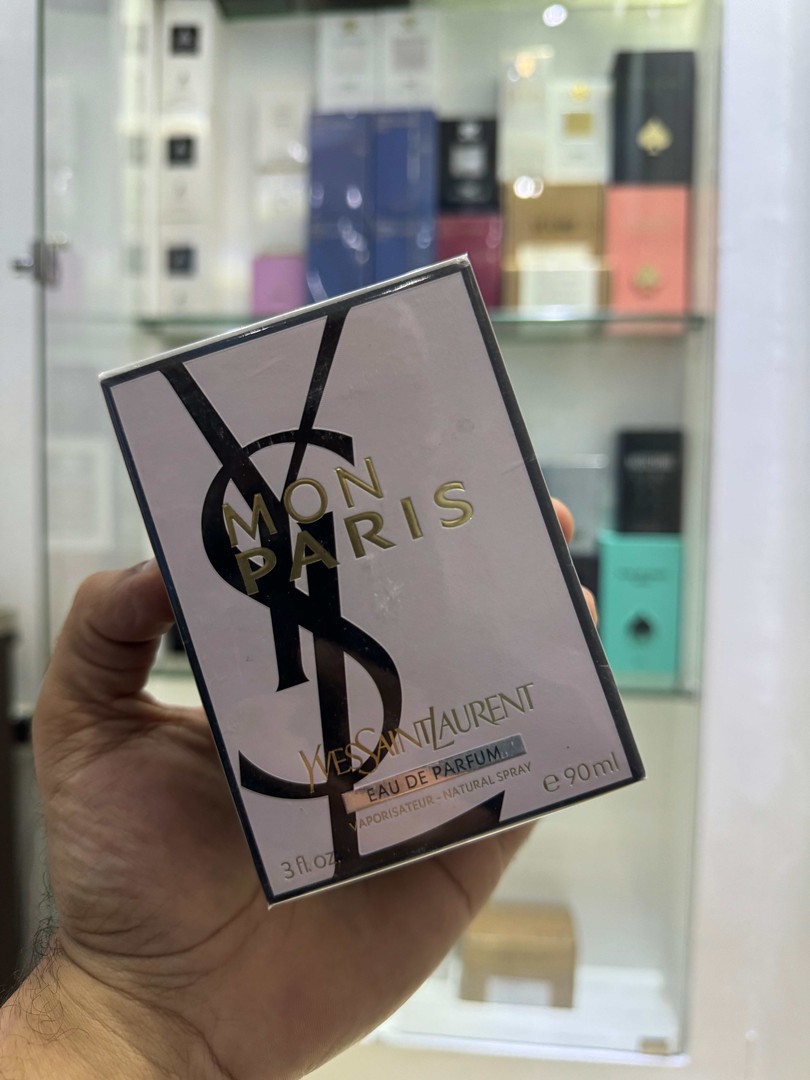 YSL
MON
PARIS
YVESSAINTLAURENT
EAU DE PARFUM
VAPORISATEUR - NATURAL SPRAY
3 fl. oz. e 90 ml